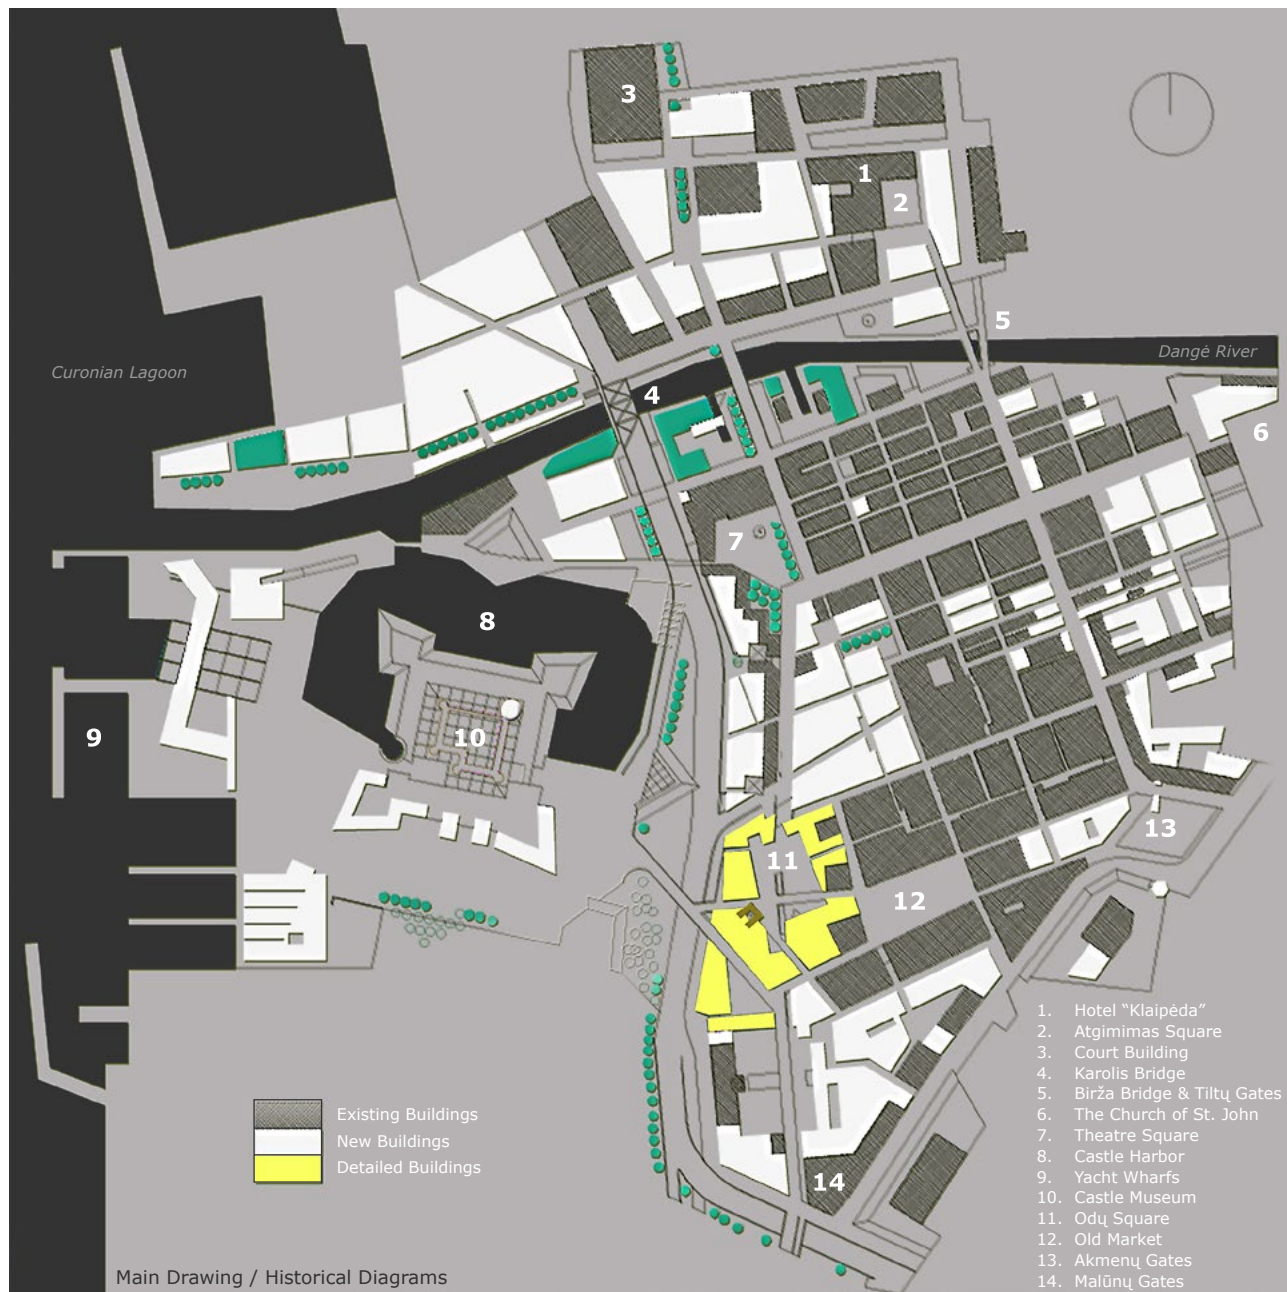 3
1
2
5
Curonian Lagoon
Dangė River
4
6
7
8
9
10
11
12
13
14
1. Hotel “Klaipėda”
2. Atgimimas Square
3. Court Building
4. Karolis Bridge
5. Birža Bridge & Tiltų Gates
6. The Church of St. John
7. Theatre Square
8. Castle Harbor
9. Yacht Wharfs
10. Castle Museum
11. Odų Square
12. Old Market
13. Akmenų Gates
14. Malūnų Gates
Existing Buildings
New Buildings
Detailed Buildings
Main Drawing / Historical Diagrams